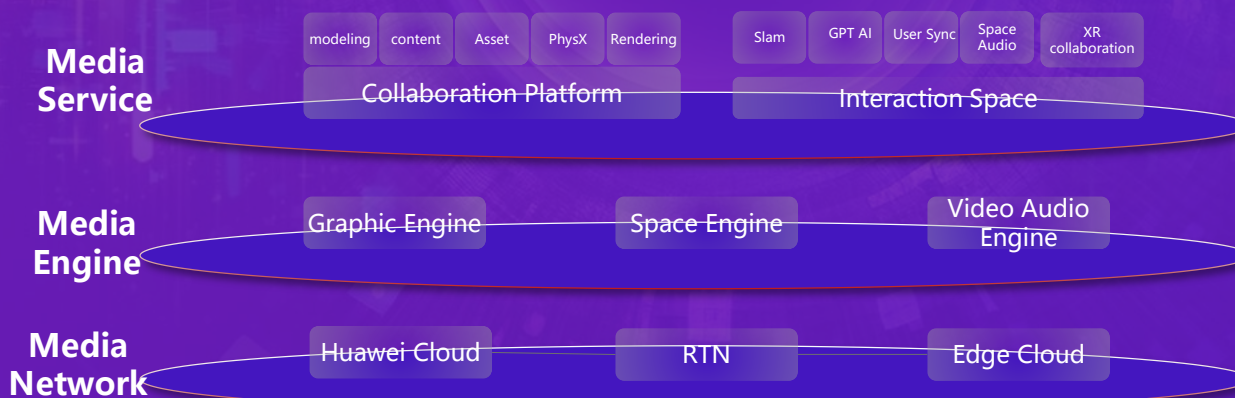 Media
Service
modeling
content
Asset
PhysX
Rendering
Collaboration Platform
Slam
GPT AI
User Sync
Space
Audio
XR
collaboration
Interaction Space
Media
Engine
Graphic Engine
Space Engine
Video Audio
Engine
Media
Network
Huawei Cloud
RTN
Edge Cloud